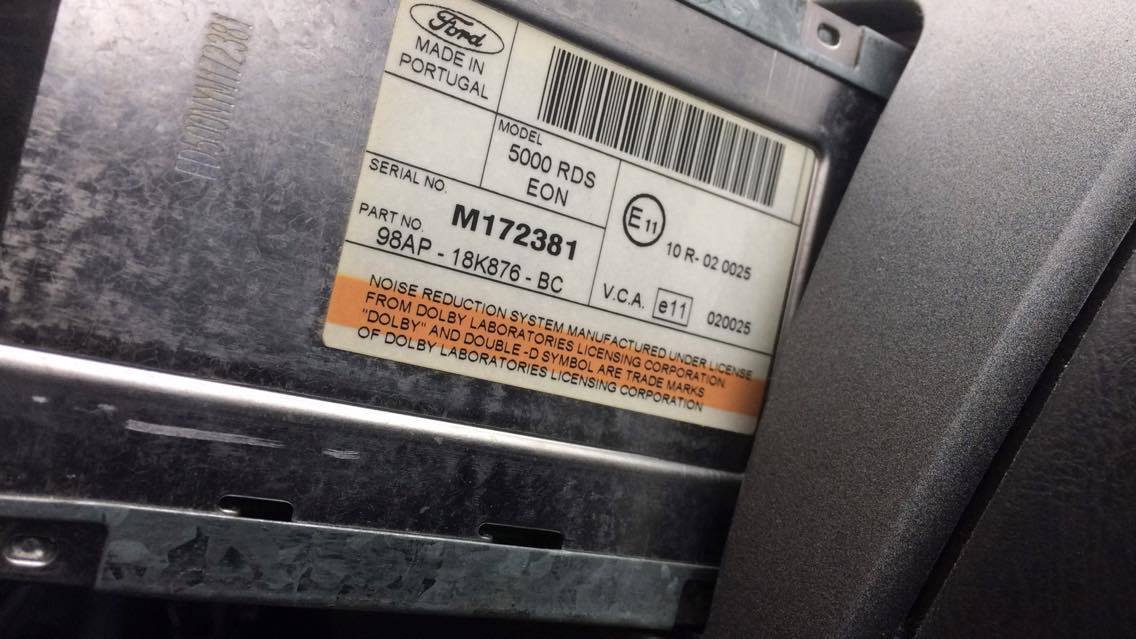 Ford
MADE IN
PORTUGAL
MODEL
5000 RDS
EON
SERIAL NO.
M172381
PART NO.
98AP - 18K876 - BC
E11
10 R- 02 0025
V.C.A. e11 020025
NOISE REDUCTION SYSTEM MANUFACTURED UNDER LICENSE
FROM DOLBY LABORATORIES LICENSING CORPORATION
"DOLBY" AND DOUBLE -D SYMBOL ARE TRADE MARKS
OF DOLBY LABORATORIES LICENSING CORPORATION